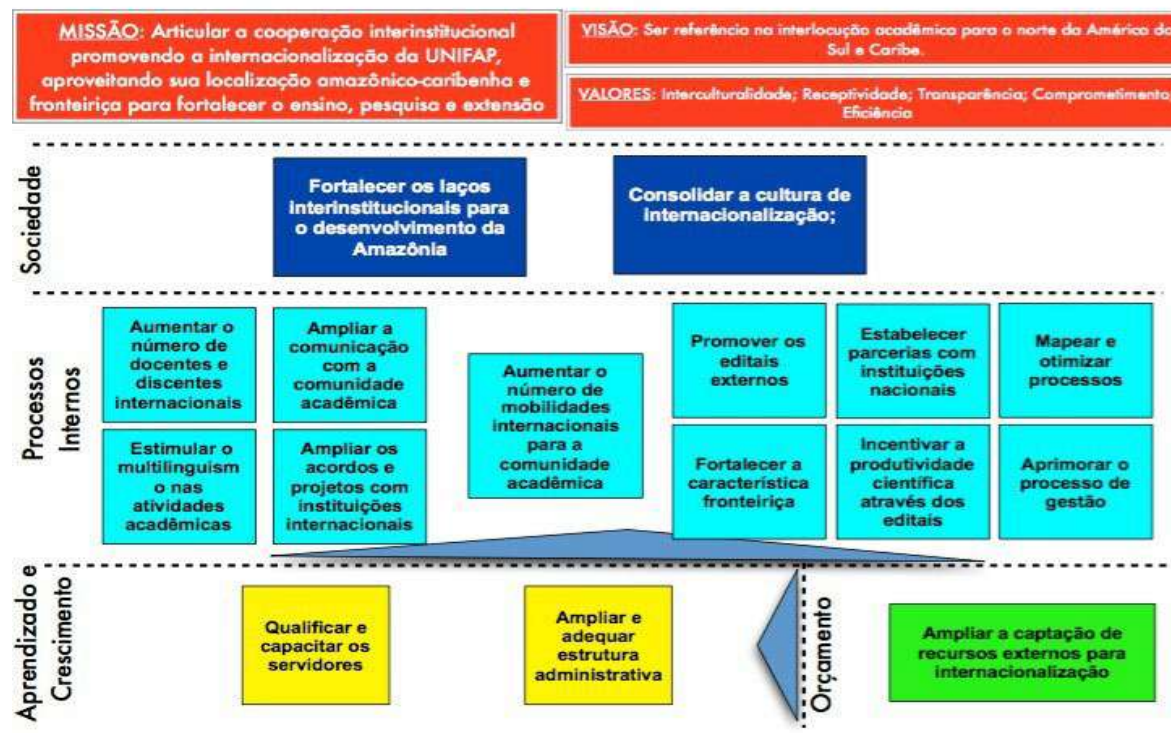 MISSÃO: Articular a cooperação interinstitucional
promovendo a internacionalização da UNIFAP,
aproveitando sua localização amazônico-caribenha e
fronteiriça para fortalecer o ensino, pesquisa e extensão
VISÃO: Ser referência na interlocução acadêmica para o norte da América do
Sul e Caribe.
VALORES: Interculturalidade; Receptividade; Transparência; Comprometimento
Eficiência
Sociedade
Fortalecer os laços
interinstitucionais para
o desenvolvimento da
Amazônia
Consolidar a cultura de
internacionalização;
Processos
Internos
Aumentar o
número de
docentes e
discentes
internacionais
Ampliar a
comunicação
com a
comunidade
acadêmica
Aumentar o
número de
mobilidades
internacionais
para a
comunidade
acadêmica
Promover os
editais
externos
Estabelecer
parcerias com
instituições
nacionais
Mapear e
otimizar
processos
Estimular o
multilinguism
o nas
atividades
acadêmicas
Ampliar os
acordos e
projetos com
instituições
internacionais
Fortalecer a
característica
fronteiriça
Incentivar a
produtividade
científica
através dos
editais
Aprimorar o
processo de
gestão
Aprendizado e
Crescimento
Qualificar e
capacitar os
servidores
Ampliar e
adequar
estrutura
administrativa
Orçamento
Ampliar a captação de
recursos externos para
internacionalização